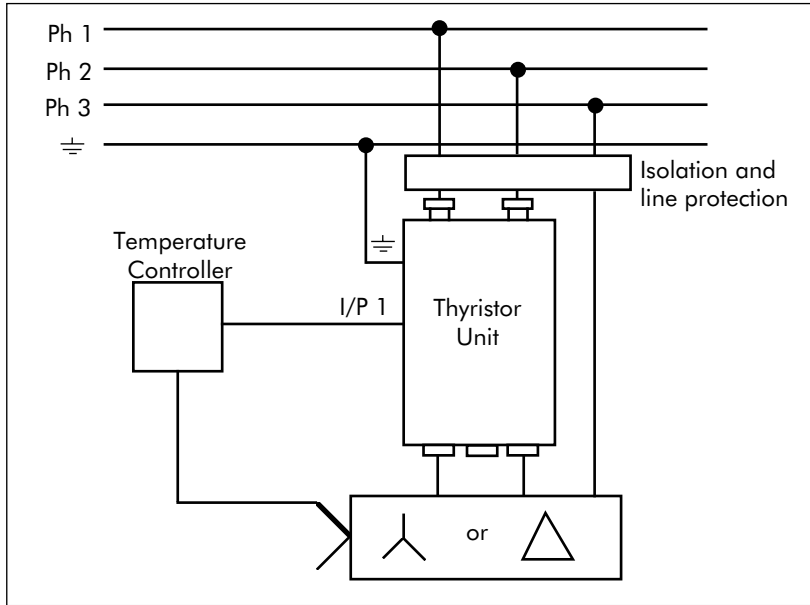 Ph 1
Ph 2
Ph 3
Isolation and
line protection
Temperature
Controller
I/P 1
Thyristor
Unit
or